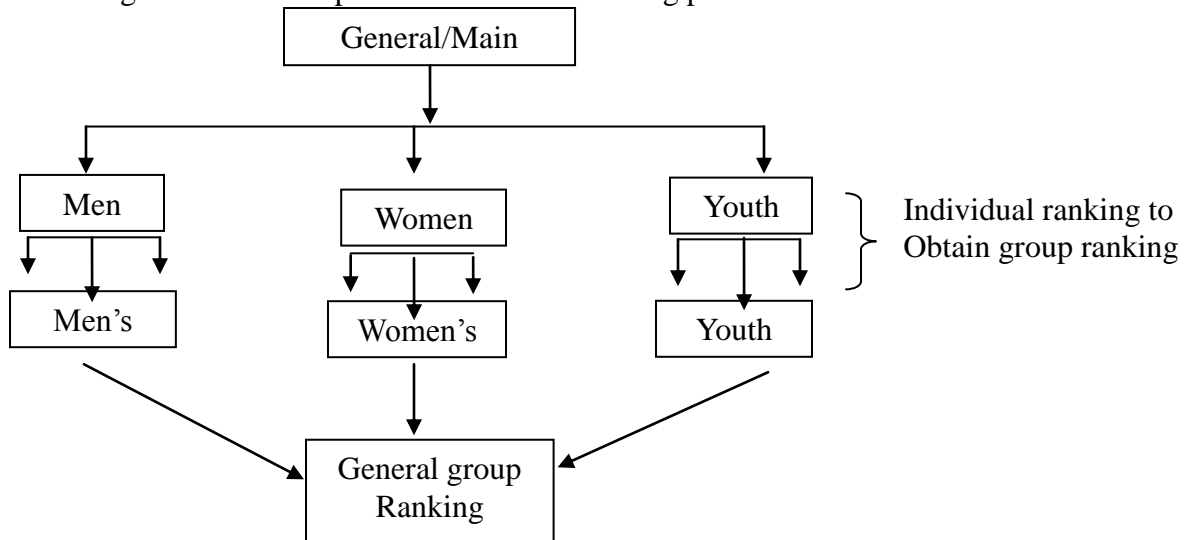 General/Main
Men
Women
Youth
Individual ranking to
Obtain group ranking
Men's
Women's
Youth
General group
Ranking